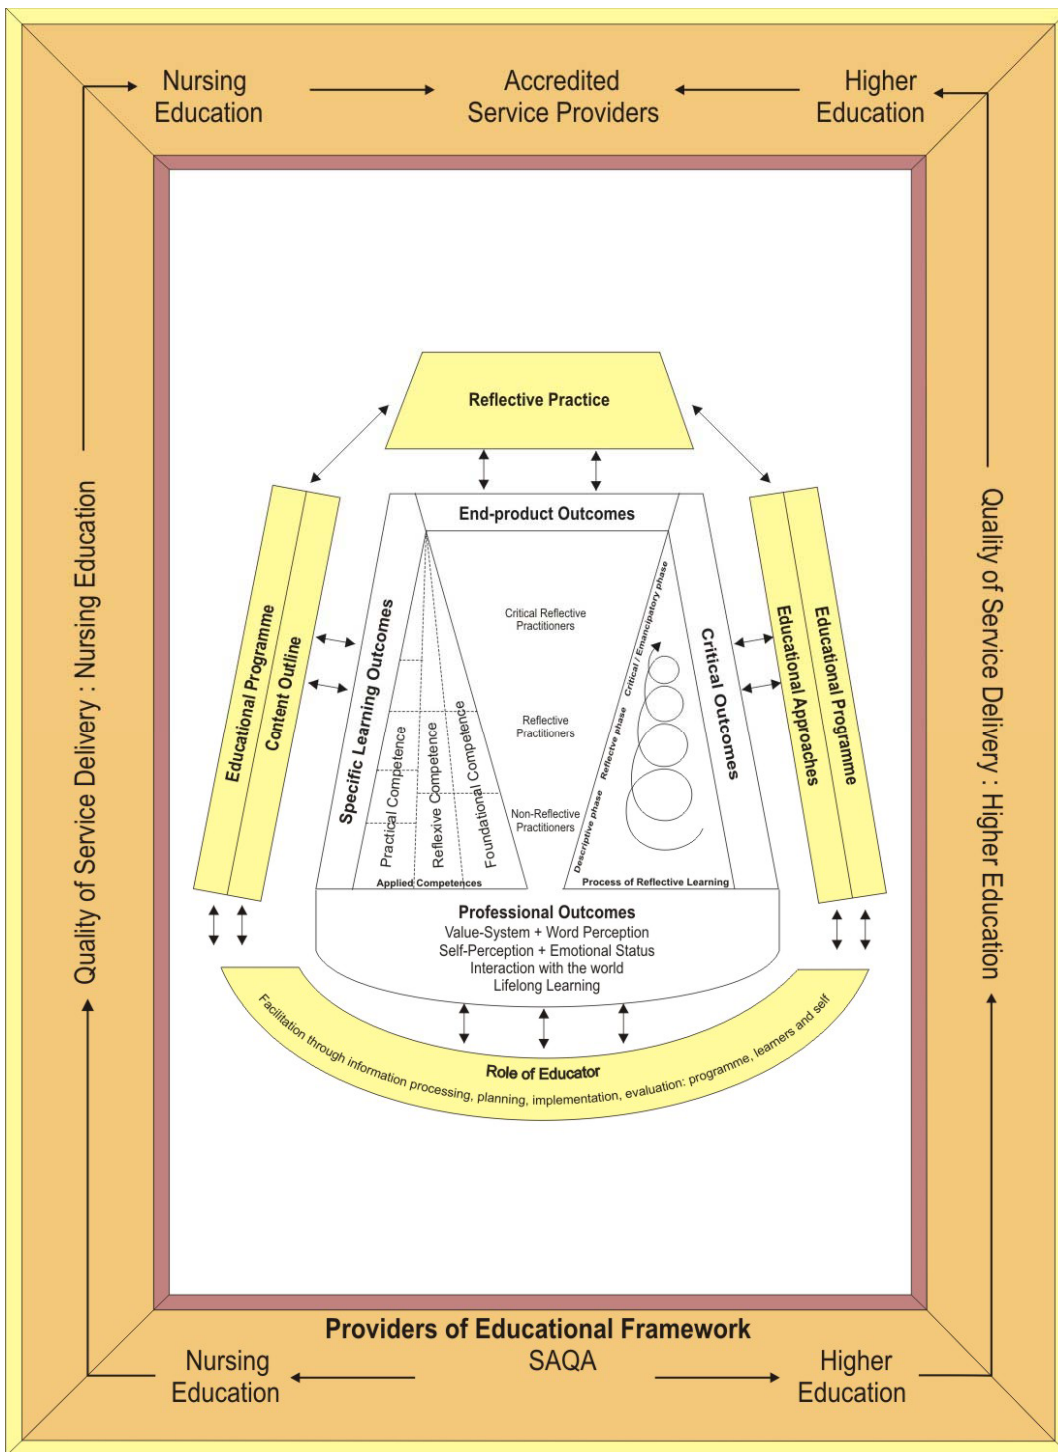 Nursing
Education
Accredited
Service Providers
Higher
Education
Quality of Service Delivery : Nursing Education
Quality of Service Delivery : Higher Education
Reflective Practice
End-product Outcomes
Educational Programme
Content Outline
Specific Learning Outcomes
Practical Competence
Reflexive Competence
Foundational Competence
Applied Competences
Critical Reflective
Practitioners
Reflective
Practitioners
Non-Reflective
Practitioners
Descriptive phase Reflectve phase Critical / Emancipatory phase
Process of Reflective Learning
Critical Outcomes
Educational Approaches
Educational Programme
Professional Outcomes
Value-System + Word Perception
Self-Perception + Emotional Status
Interaction with the world
Lifelong Learning
Role of Educator
Facilitation through information processing, planning, implementation, evaluation: programme, learners and self
Providers of Educational Framework
SAQA
Nursing
Education
Higher
Education